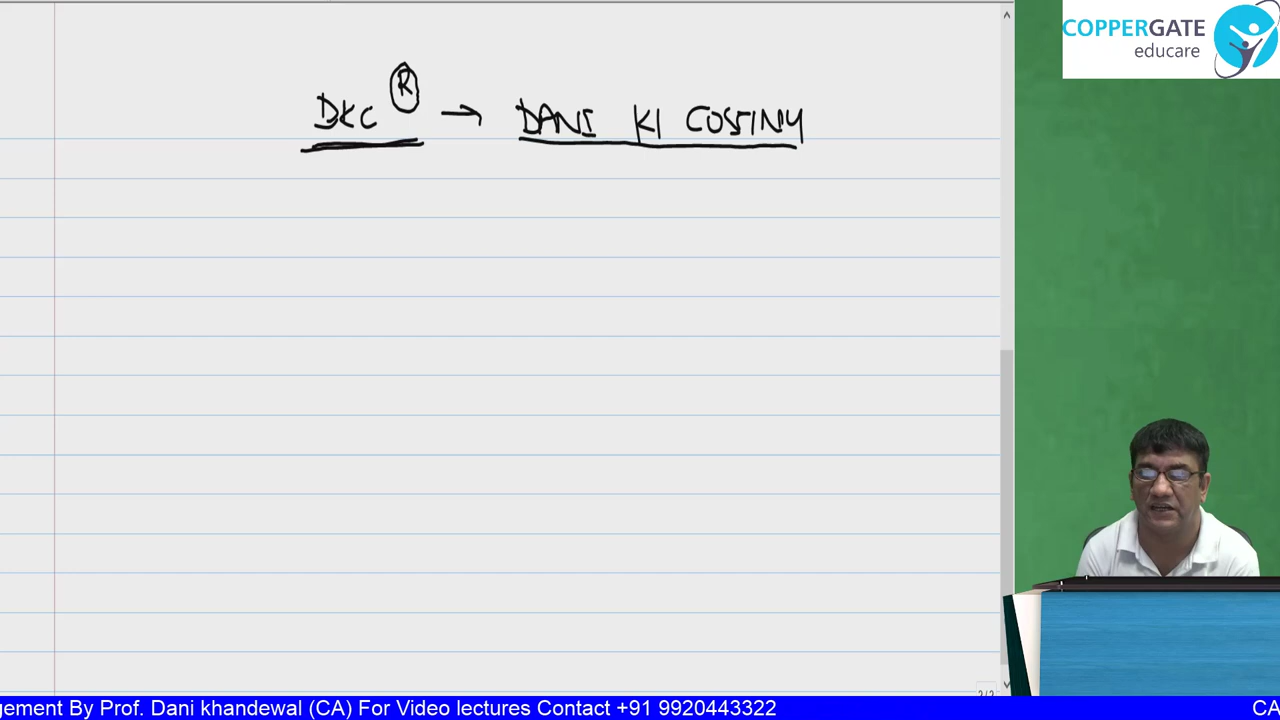 COPPERGATE
educare
DKC ® → DANI KI COSTING
gement By Prof. Dani khandewal (CA) For Video lectures Contact +91 9920443322
CA